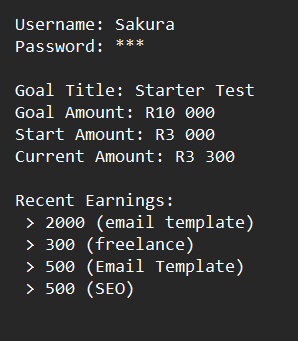 Username: Sakura
Password: ***
Goal Title: Starter Test
Goal Amount: R10 000
Start Amount: R3 000
Current Amount: R3 300
Recent Earnings:
> 2000 (email template)
> 300 (freelance)
> 500 (Email Template)
> 500 (SEO)